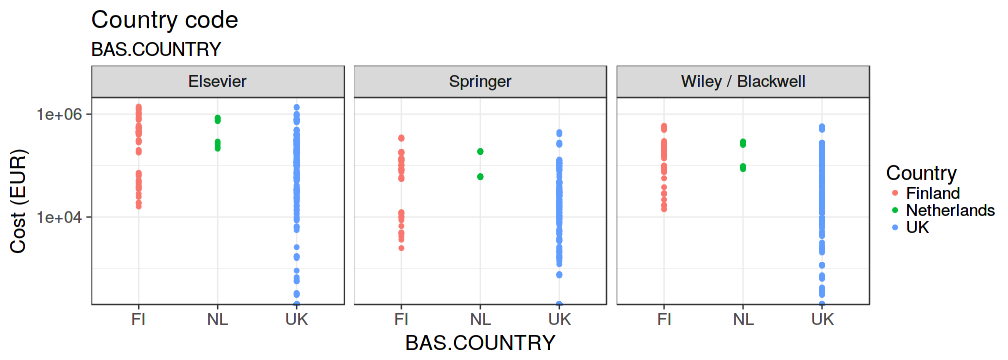 Country code
BAS.COUNTRY
Elsevier
Springer
Wiley / Blackwell
1e+06
1e+04
Cost (EUR)
FI
NL
UK
FI
NL
UK
FI
NL
UK
BAS.COUNTRY
Country
Finland
Netherlands
UK